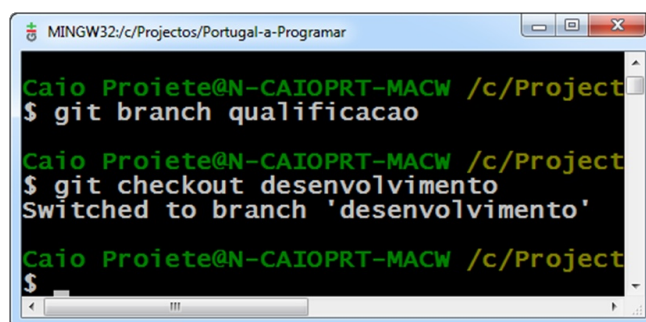 MINGW32:/c/Projectos/Portugal-a-Programar
Caio Proiete@N-CAIOPRT-MACW /c/Project
$ git branch qualificacao
Caio Proiete@N-CAIOPRT-MACW /c/Project
$ git checkout desenvolvimento
Switched to branch 'desenvolvimento'
Caio Proiete@N-CAIOPRT-MACW /c/Project
$